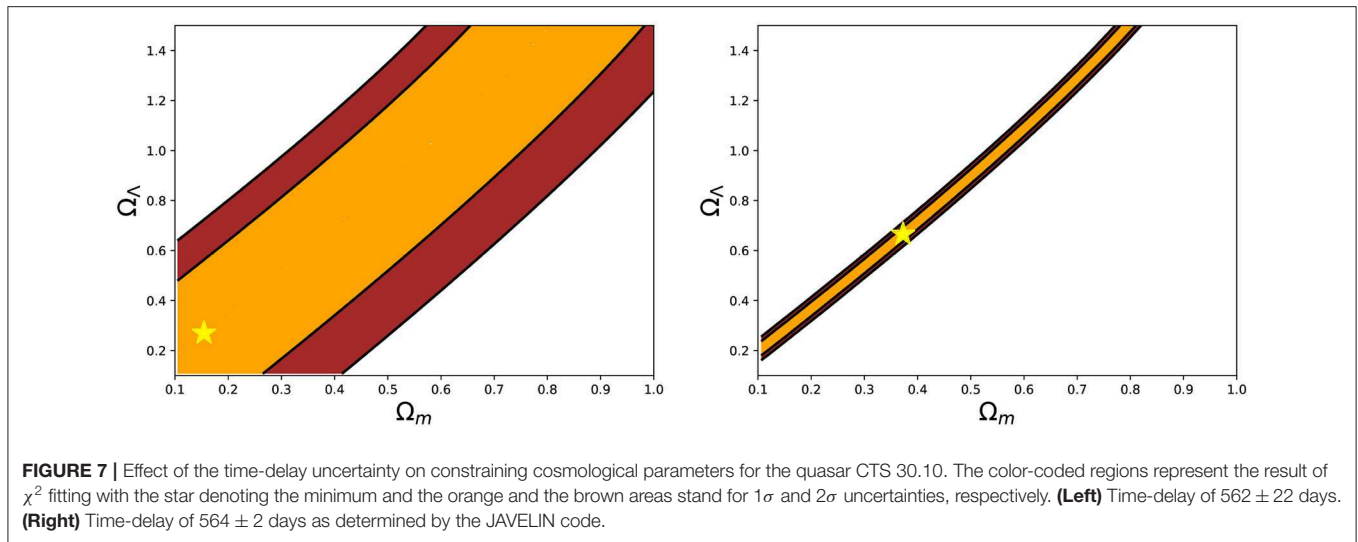 1.4
1.2
1.0
0.8
0.6
0.4
0.2
Ω_Λ
0.1 0.2 0.3 0.4 0.5 0.6 0.7 0.8 0.9 1.0
Ω_m
1.4
1.2
1.0
0.8
0.6
0.4
0.2
Ω_Λ
0.1 0.2 0.3 0.4 0.5 0.6 0.7 0.8 0.9 1.0
Ω_m
FIGURE 7 | Effect of the time-delay uncertainty on constraining cosmological parameters for the quasar CTS 30.10. The color-coded regions represent the result of
χ² fitting with the star denoting the minimum and the orange and the brown areas stand for 1σ and 2σ uncertainties, respectively. (Left) Time-delay of 562 ± 22 days.
(Right) Time-delay of 564 ± 2 days as determined by the JAVELIN code.